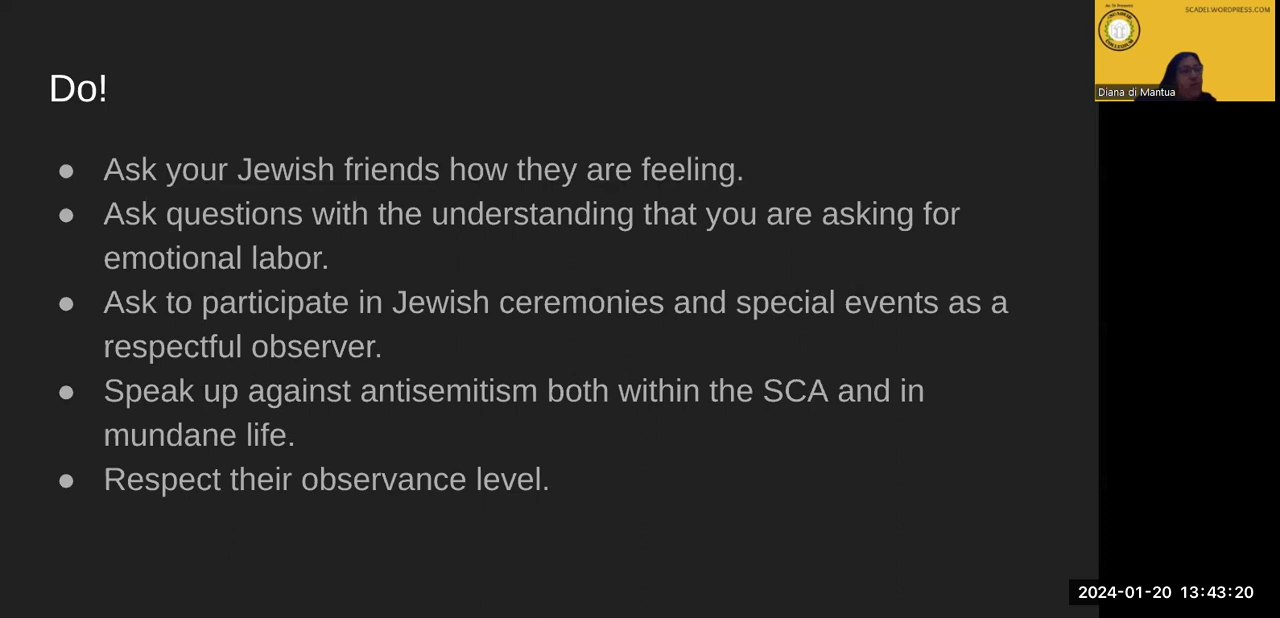 Do!
● Ask your Jewish friends how they are feeling.
● Ask questions with the understanding that you are asking for
emotional labor.
● Ask to participate in Jewish ceremonies and special events as a
respectful observer.
● Speak up against antisemitism both within the SCA and in
mundane life.
● Respect their observance level.
SCADEI.WORDPRESS.COM
Diana di Mantua
2024-01-20 13:43:20